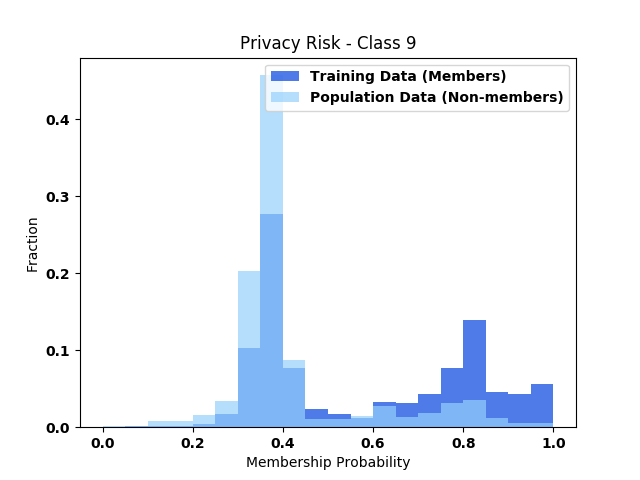 Privacy Risk - Class 9
Training Data (Members)
Population Data (Non-members)
Fraction
0.4
0.3
0.2
0.1
0.0
0.0 0.2 0.4 0.6 0.8 1.0
Membership Probability